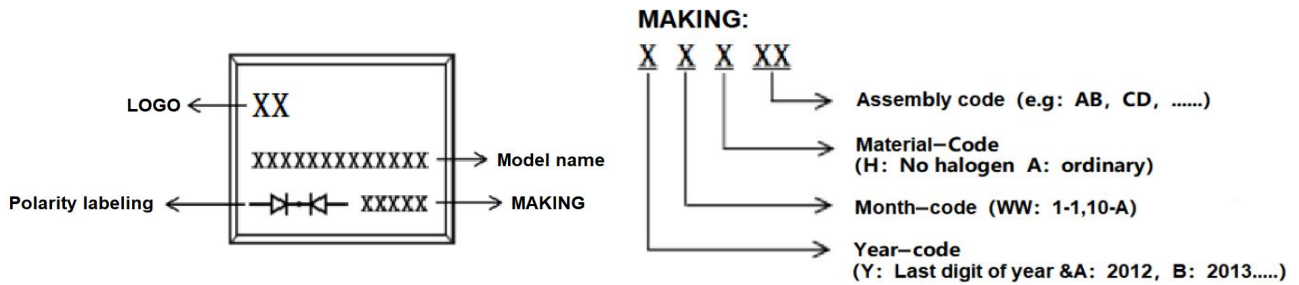 MAKING:
X X X XX
LOGO
XX
Assembly code (e.g: AB, CD, ......)
Material-Code
(H: No halogen A: ordinary)
XXXXXXXXXXXXX
Model name
Polarity labeling
XXXXX
MAKING
Month-code (WW: 1-1,10-A)
Year-code
(Y: Last digit of year &A: 2012, B: 2013.....)